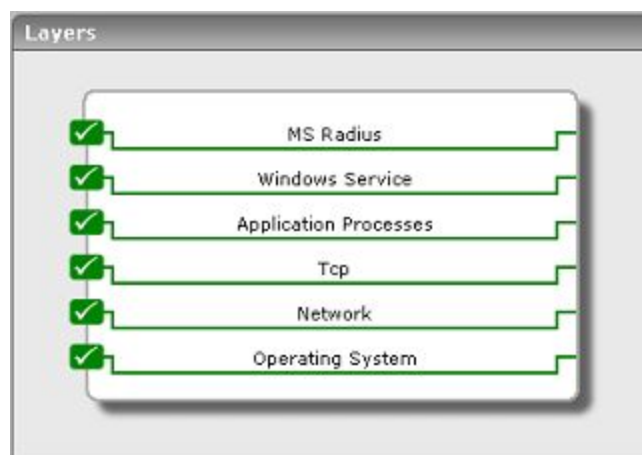 Layers
MS Radius
Windows Service
Application Processes
Tcp
Network
Operating System